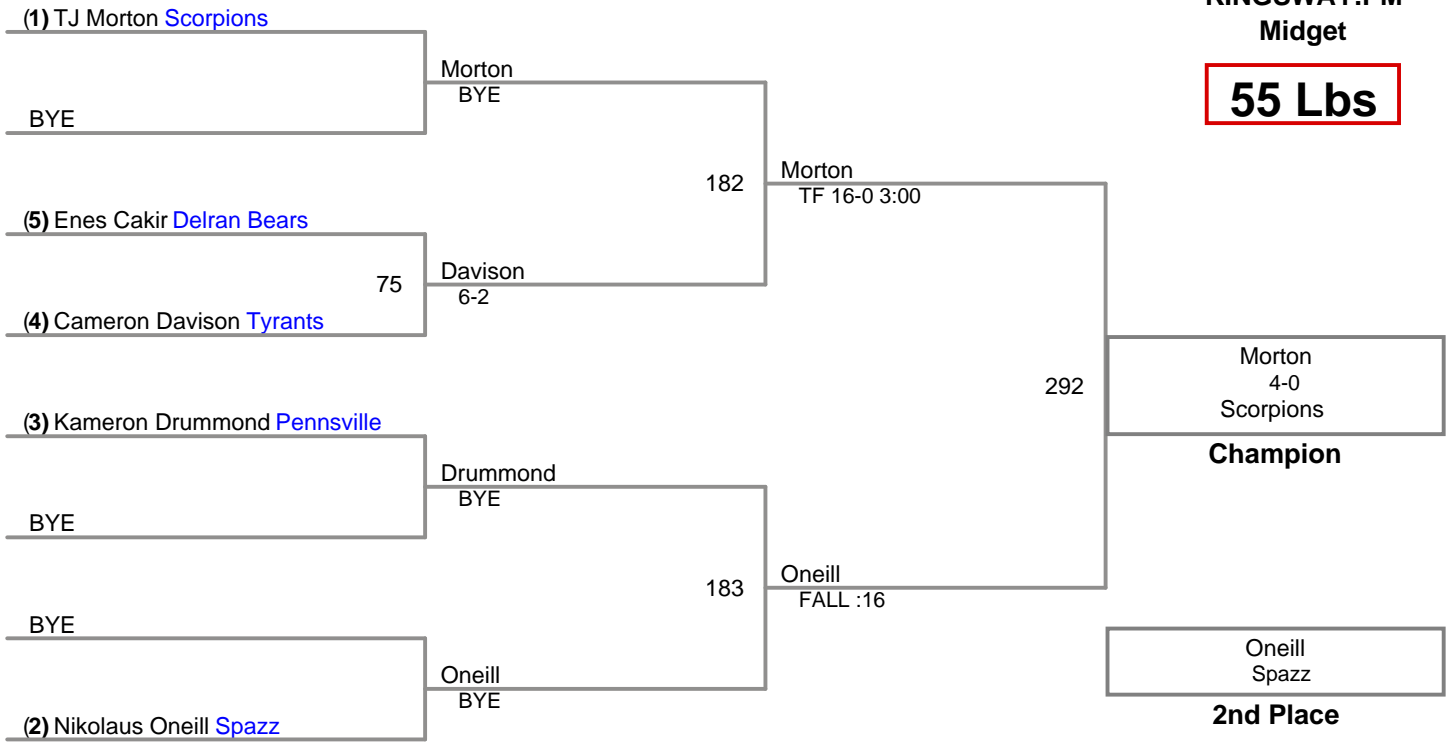 (1) TJ Morton Scorpions
BYE
(5) Enes Cakir Delran Bears
(4) Cameron Davison Tyrants
(3) Kameron Drummond Pennsville
BYE
BYE
(2) Nikolaus Oneill Spazz
Morton
BYE
75
Davison
6-2
Drummond
BYE
Oneill
BYE
182
Morton
TF 16-0 3:00
183
Oneill
FALL :16
292
Midget
55 Lbs
Morton
4-0
Scorpions
Champion
Oneill
Spazz
2nd Place